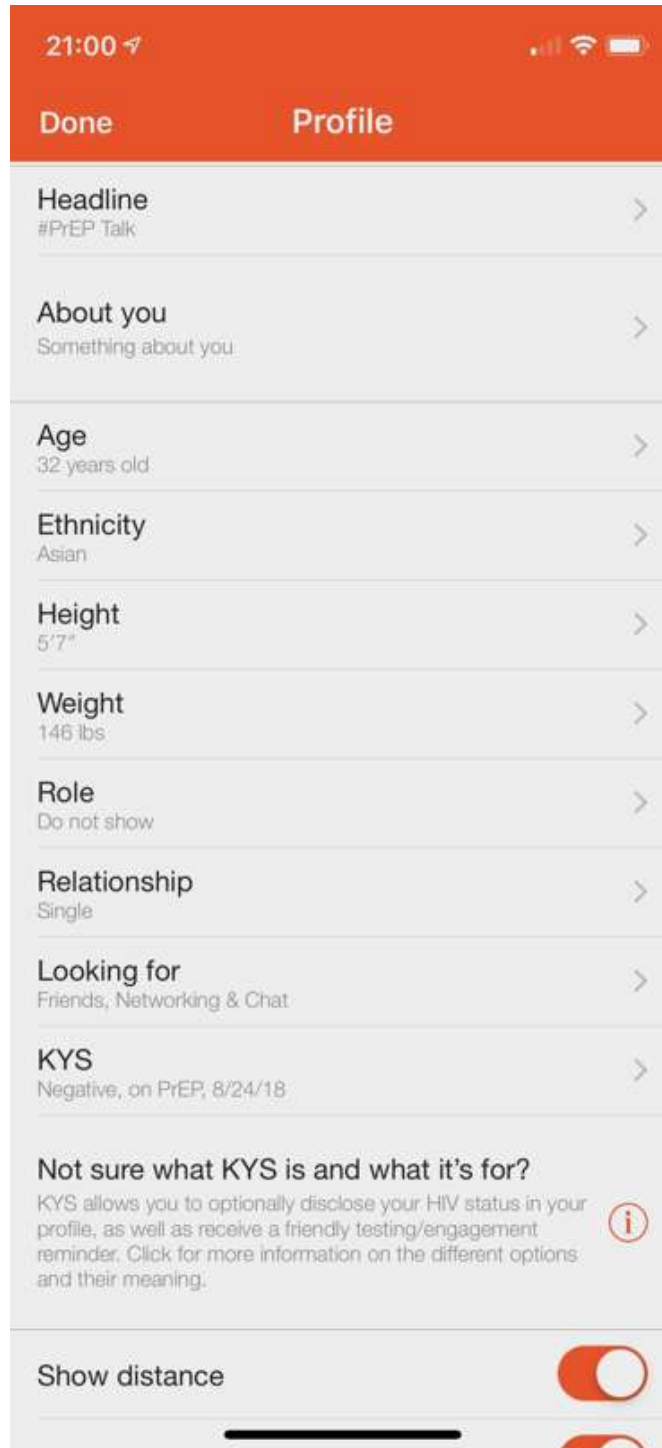 21:00
Done
Profile
Headline
#PrEP Talk
About you
Something about you
Age
32 years old
Ethnicity
Asian
Height
5'7"
Weight
146 lbs
Role
Do not show
Relationship
Single
Looking for
Friends, Networking & Chat
KYS
Negative, on PrEP, 8/24/18
Not sure what KYS is and what it's for?
KYS allows you to optionally disclose your HIV status in your
profile, as well as receive a friendly testing/engagement
reminder. Click for more information on the different options
and their meaning.
Show distance